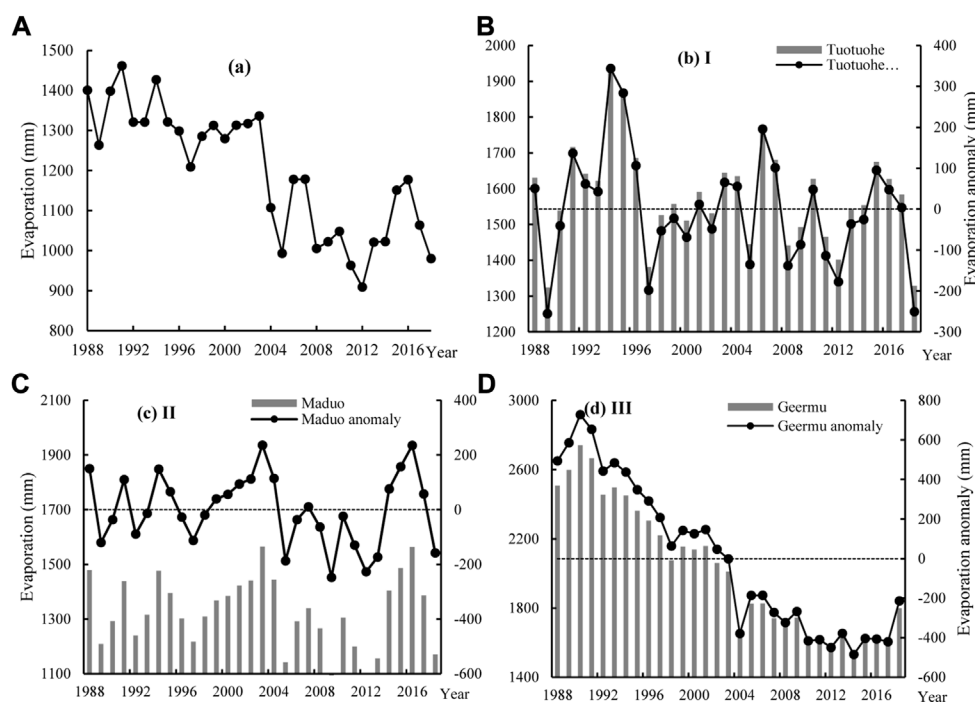 A
(a)
Evaporation (mm)
1500
1400
1300
1200
1100
1000
900
800
1988 1992 1996 2000 2004 2008 2012 2016 Year
B
(b) I
Tuotuohe
Tuotuohe…
Evaporation (mm)
Evaporation anomaly (mm)
2000
1900
1800
1700
1600
1500
1400
1300
1200
400
300
200
100
0
-100
-200
-300
1988 1992 1996 2000 2004 2008 2012 2016
Year
C
(c) II
Maduo
Maduo anomaly
Evaporation (mm)
2100
1900
1700
1500
1300
1100
400
200
0
-200
-400
-600
1988 1992 1996 2000 2004 2008 2012 2016
Year
D
(d) III
Geermu
Geermu anomaly
Evaporation (mm)
Evaporation anomaly (mm)
3000
2600
2200
1800
1400
800
600
400
200
0
-200
-400
-600
1988 1992 1996 2000 2004 2008 2012 2016
Year